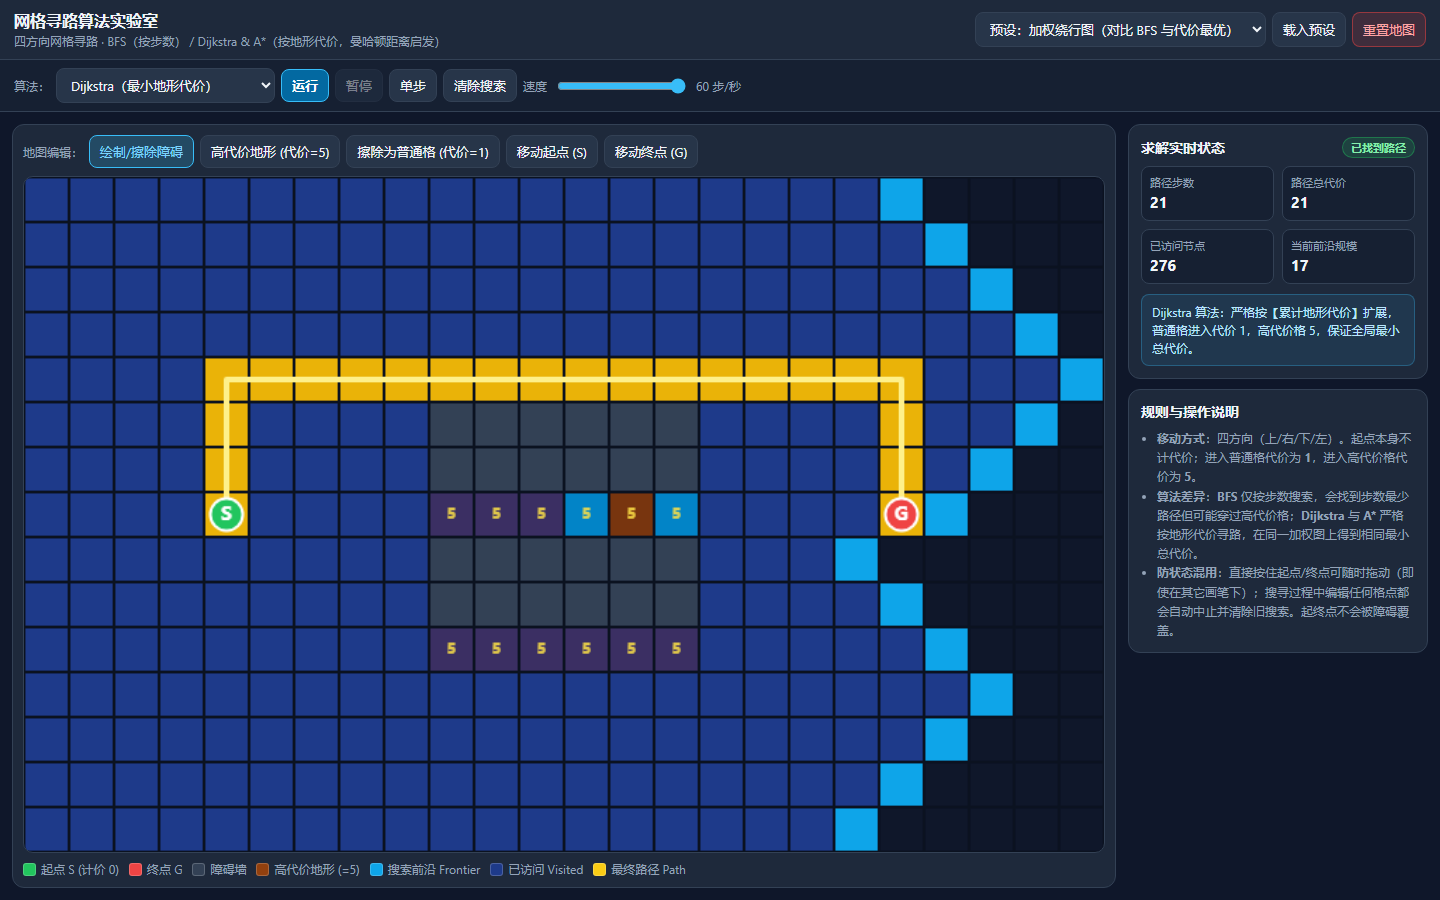 网格寻路算法实验室
四方向网格寻路 · BFS（按步数） / Dijkstra & A*（按地形代价，曼哈顿距离启发）
预设：加权绕行图（对比 BFS 与代价最优）
载入预设
重置地图
算法：
Dijkstra（最小地形代价）
运行
暂停
单步
清除搜索
速度
60 步/秒
地图编辑：
绘制/擦除障碍
高代价地形 (代价=5)
擦除为普通格 (代价=1)
移动起点 (S)
移动终点 (G)
S 5 5 5 5 5 5 G
5 5 5 5 5 5
起点 S (计价 0)
终点 G
障碍墙
高代价地形 (=5)
搜索前沿 Frontier
已访问 Visited
最终路径 Path
求解实时状态
已找到路径
路径步数
21
路径总代价
21
已访问节点
276
当前前沿规模
17
Dijkstra 算法：严格按【累计地形代价】扩展，
普通格进入代价 1，高代价格 5，保证全局最小
总代价。
规则与操作说明
• 移动方式：四方向（上/右/下/左）。起点本身不
计代价；进入普通格代价为 1，进入高代价格代
价为 5。
• 算法差异：BFS 仅按步数搜索，会找到步数最少
路径但可能穿过高代价格；Dijkstra 与 A* 严格
按地形代价寻路，在同一加权图上得到相同最小
总代价。
• 防状态混用：直接按住起点/终点可随时拖动（即
使在其它画笔下）；搜寻过程中编辑任何格点都
会自动中止并清除旧搜索。起终点不会被障碍覆
盖。